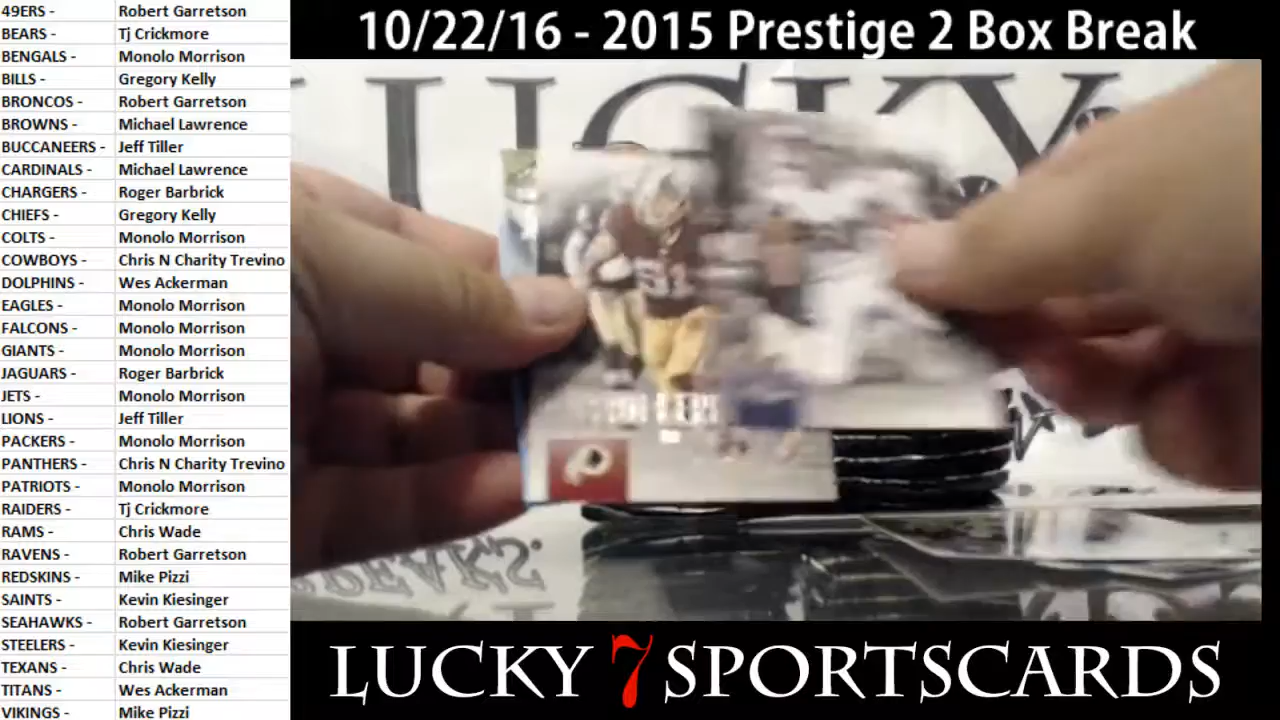 10/22/16 - 2015 Prestige 2 Box Break
49ERS - Robert Garretson
BEARS - Tj Crickmore
BENGALS - Monolo Morrison
BILLS - Gregory Kelly
BRONCOS - Robert Garretson
BROWNS - Michael Lawrence
BUCCANEERS - Jeff Tiller
CARDINALS - Michael Lawrence
CHARGERS - Roger Barbrick
CHIEFS - Gregory Kelly
COLTS - Monolo Morrison
COWBOYS - Chris N Charity Trevino
DOLPHINS - Wes Ackerman
EAGLES - Monolo Morrison
FALCONS - Monolo Morrison
GIANTS - Monolo Morrison
JAGUARS - Roger Barbrick
JETS - Monolo Morrison
LIONS - Jeff Tiller
PACKERS - Monolo Morrison
PANTHERS - Chris N Charity Trevino
PATRIOTS - Monolo Morrison
RAIDERS - Tj Crickmore
RAMS - Chris Wade
RAVENS - Robert Garretson
REDSKINS - Mike Pizzi
SAINTS - Kevin Kiesinger
SEAHAWKS - Robert Garretson
STEELERS - Kevin Kiesinger
TEXANS - Chris Wade
TITANS - Wes Ackerman
VIKINGS - Mike Pizzi
LUCKY
51
BREAKS.
LUCKY 7 SPORTSCARDS